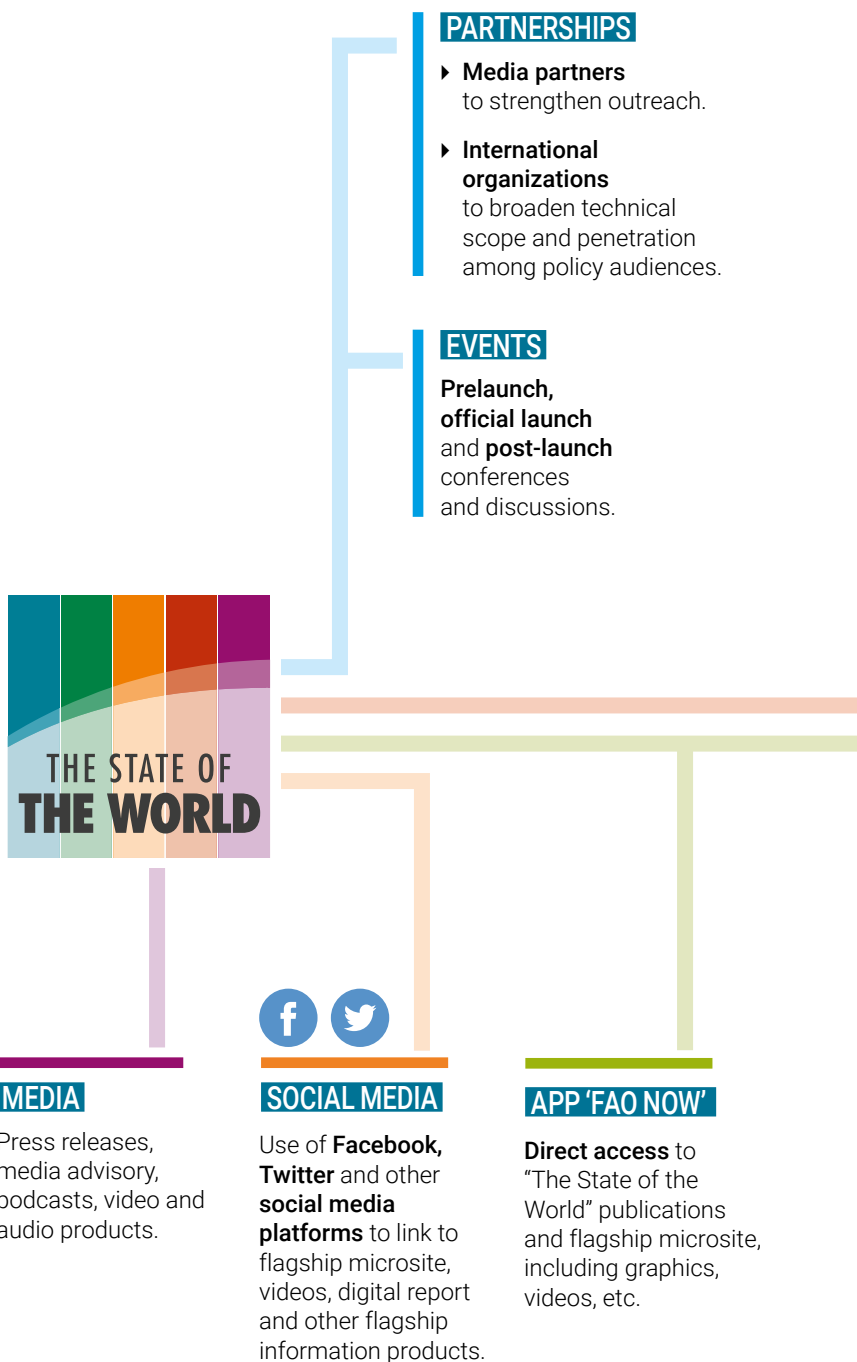 PARTNERSHIPS
Media partners
to strengthen outreach.
International
organizations
to broaden technical
scope and penetration
among policy audiences.
EVENTS
Prelaunch,
official launch
and post-launch
conferences
and discussions.
THE STATE OF
THE WORLD
MEDIA
Press releases,
media advisory,
podcasts, video and
audio products.
SOCIAL MEDIA
Use of Facebook,
Twitter and other
social media
platforms to link to
flagship microsite,
videos, digital report
and other flagship
information products.
APP ‘FAO NOW’
Direct access to
“The State of the
World” publications
and flagship microsite,
including graphics,
videos, etc.